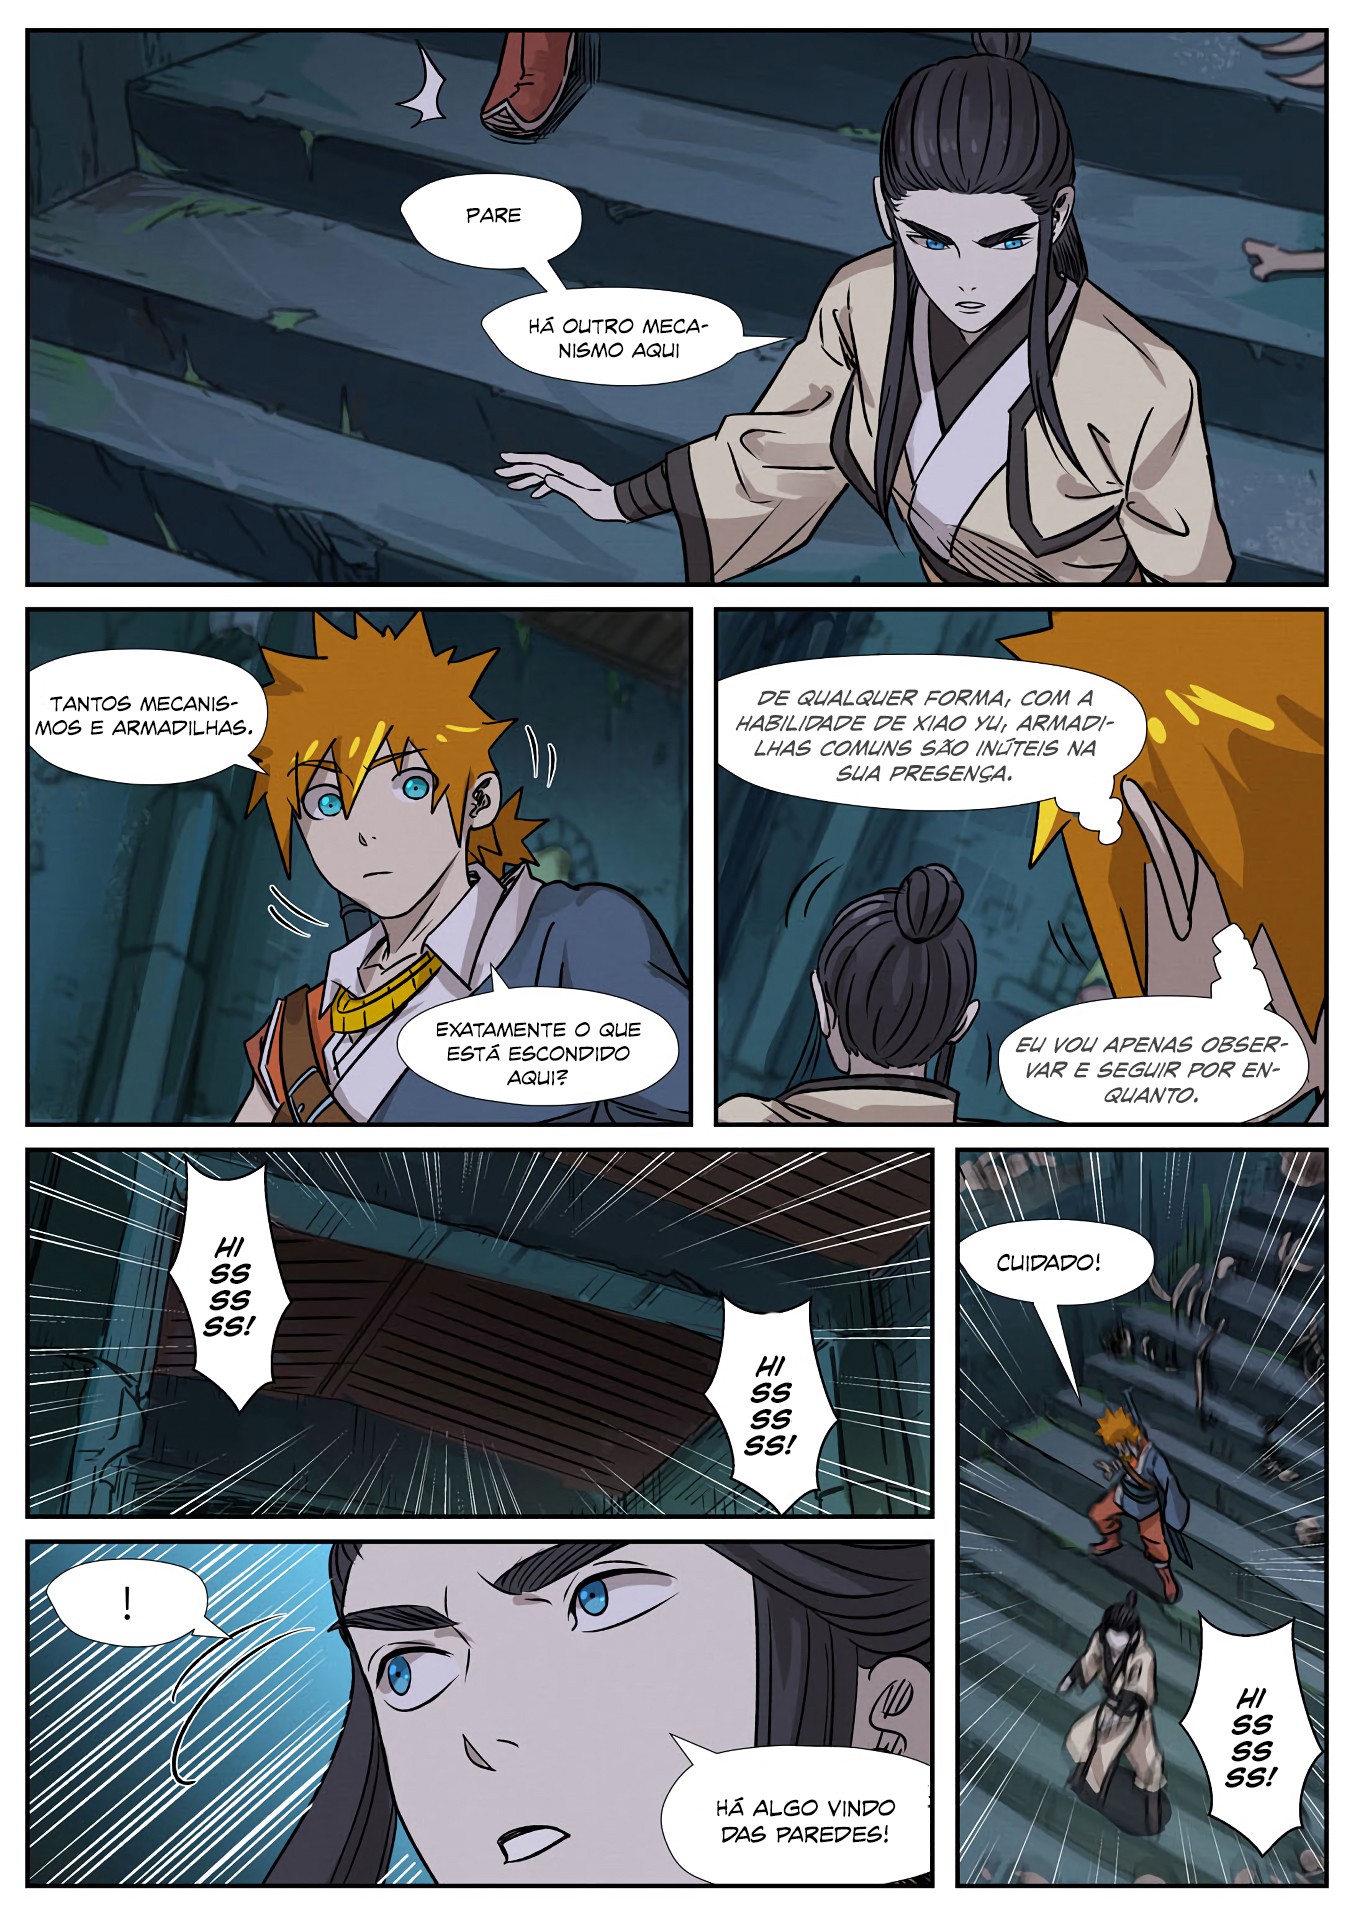 PARE
HÁ OUTRO MECA-
NISMO AQUI
TANTOS MECANIS-
MOS E ARMADILHAS.
EXATAMENTE O QUE
ESTÁ ESCONDIDO
AQUI?
DE QUALQUER FORMA, COM A
HABILIDADE DE XIAO YU, ARMADI-
LHAS COMUNS SÃO INÚTEIS NA
SUA PRESENÇA.
EU VOU APENAS OBSER-
VAR E SEGUIR POR EN-
QUANTO.
HI
SS
SS
SS!
HI
SS
SS
SS!
CUIDADO!
HI
SS
SS
SS!
!
HÁ ALGO VINDO
DAS PAREDES!